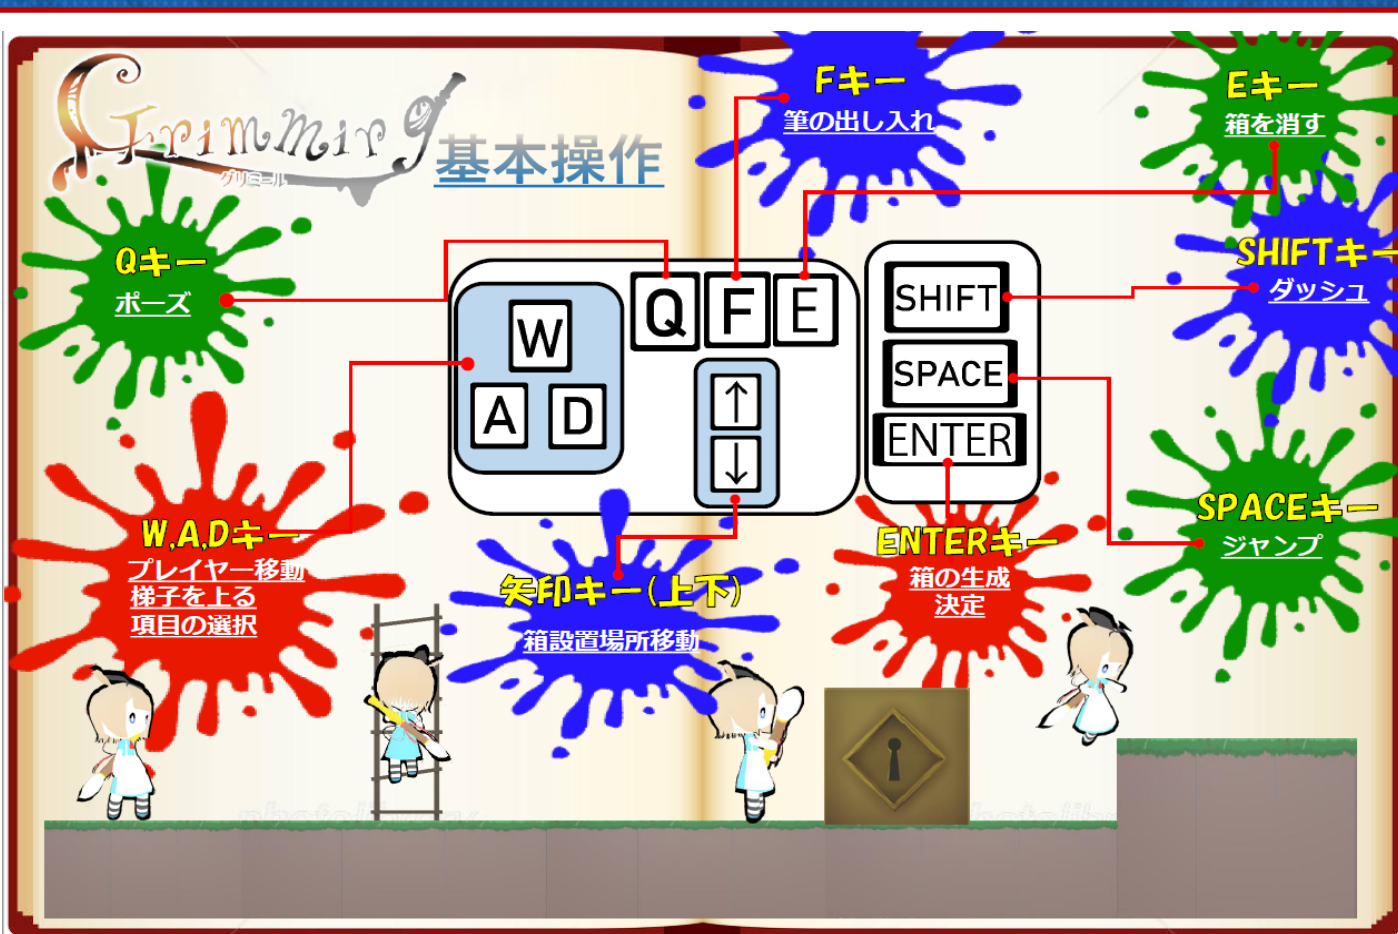 Grimmirg
グリミール
基本操作
Fキー
筆の出し入れ
Eキー
箱を消す
Qキー
ポーズ
SHIFTキー
ダッシュ
Q
F
E
W
A
D
↑
↓
SHIFT
SPACE
ENTER
W,A,Dキー
プレイヤー移動
梯子を上る
項目の選択
矢印キー(上下)
箱設置場所移動
ENTERキー
箱の生成
決定
SPACEキー
ジャンプ